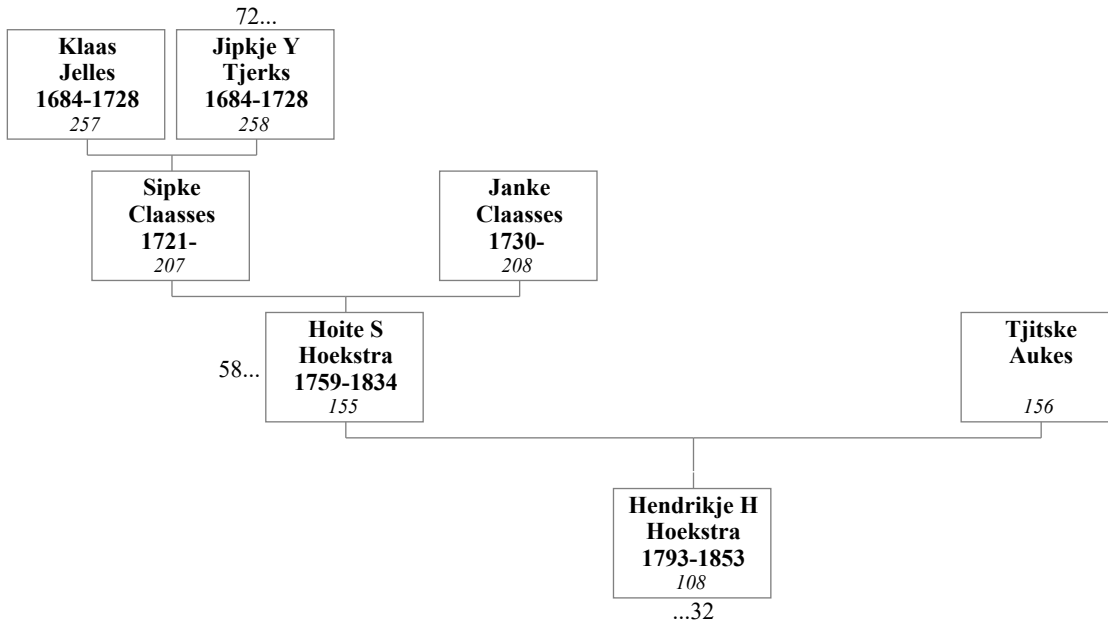 72...
Klaas
Jelles
1684-1728
257
Jipkje Y
Tjerks
1684-1728
258
Sipke
Claasses
1721-
207
Janke
Claasses
1730-
208
58...
Hoite S
Hoekstra
1759-1834
155
Tjitske
Aukes
156
Hendrikje H
Hoekstra
1793-1853
108
...32